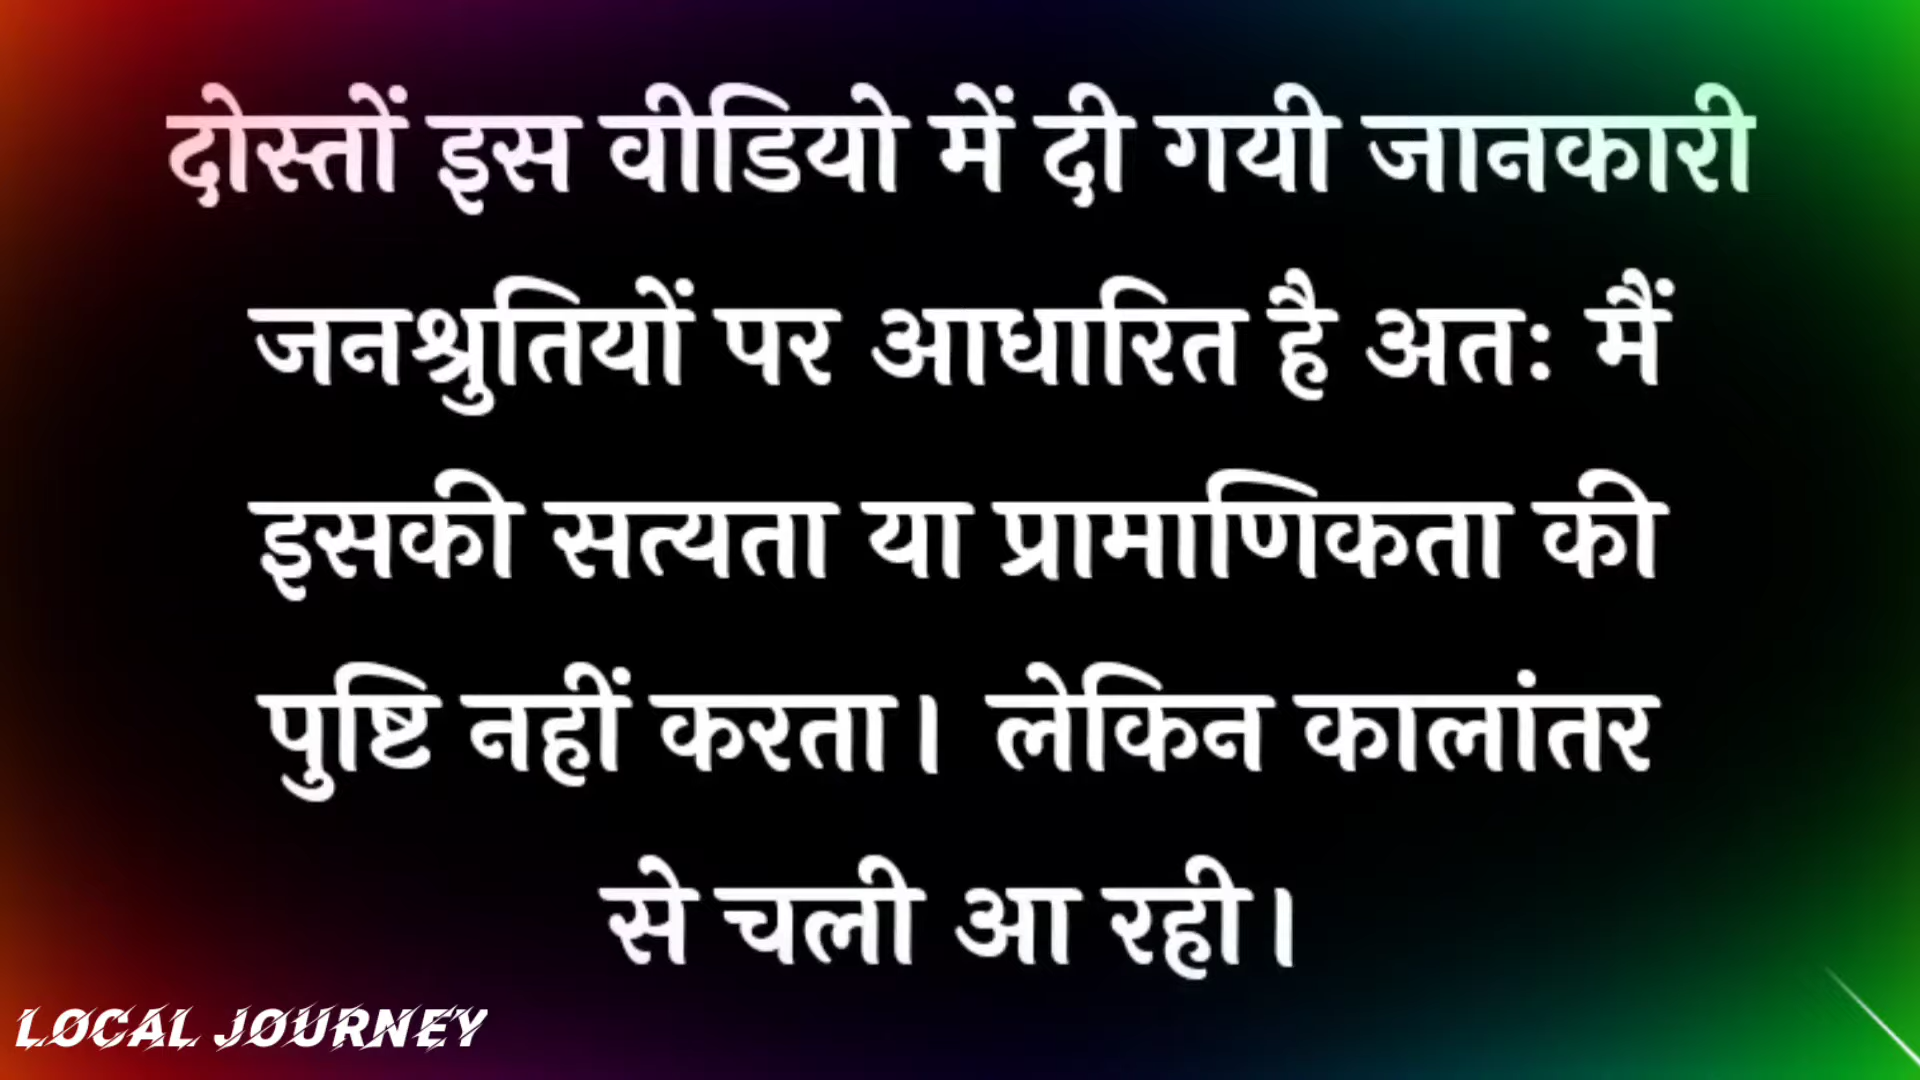 दोस्तों इस वीडियो में दी गयी जानकारी
जनश्रुतियों पर आधारित है अतः मैं
इसकी सत्यता या प्रामाणिकता की
पुष्टि नहीं करता। लेकिन कालांतर
से चली आ रही।
LOCAL JOURNEY